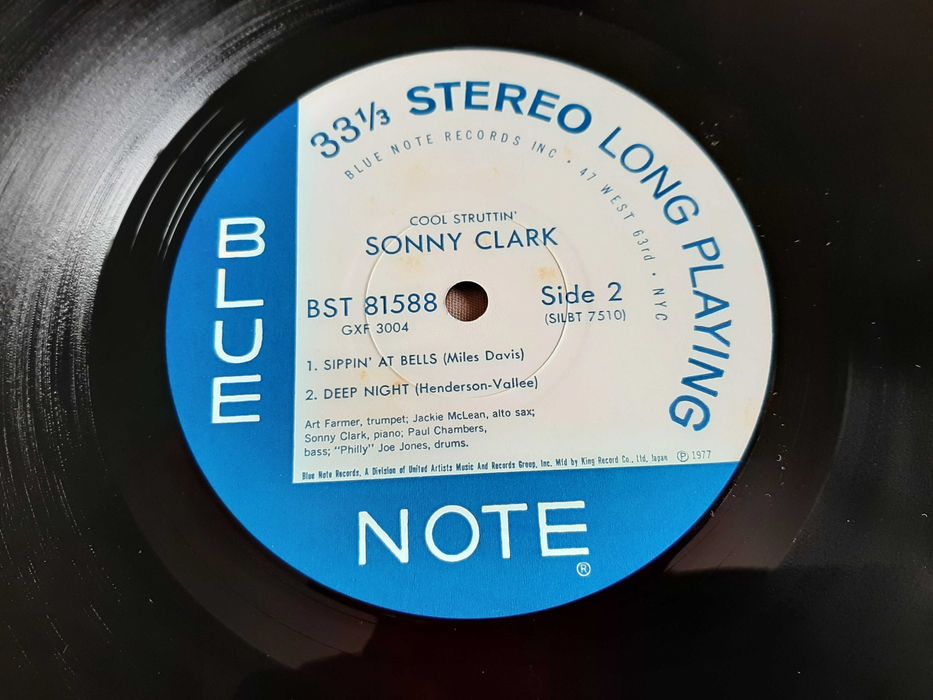 33⅓ STEREO LONG PLAYING
BLUE NOTE RECORDS INC • 47 WEST 63rd • NYC
COOL STRUTTIN'
SONNY CLARK
BST 81588
GXF 3004
Side 2
(SILBT 7510)
1. SIPPIN' AT BELLS (Miles Davis)
2. DEEP NIGHT (Henderson-Vallee)
Art Farmer, trumpet; Jackie McLean, alto sax;
Sonny Clark, piano; Paul Chambers,
bass; "Philly" Joe Jones, drums.
Blue Note Records, A Division of United Artists Music And Records Group, Inc. Mfd by King Record Co., Ltd, Japan ℗ 1977
BLUE
NOTE
®